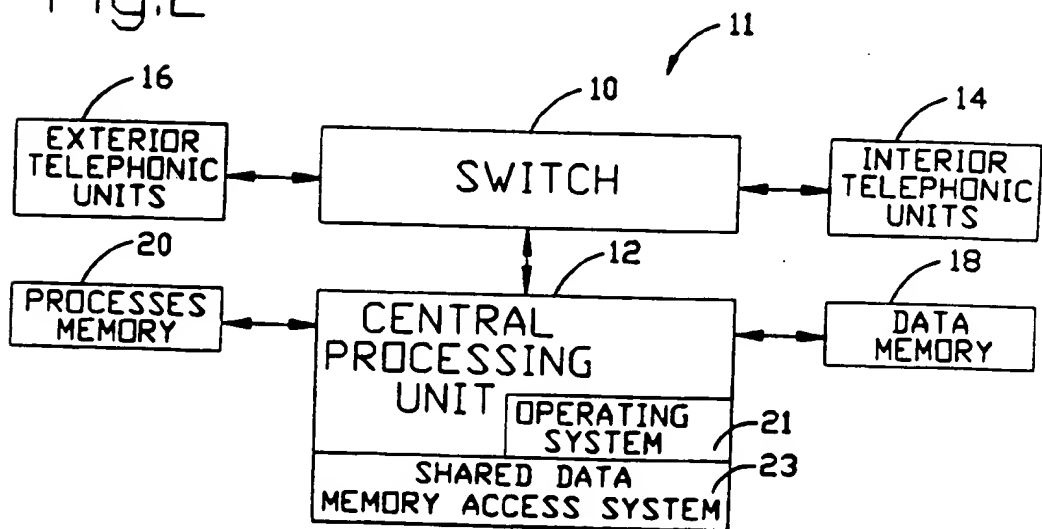 Fig.2
11
16
10
14
EXTERIOR
TELEPHONIC
UNITS
SWITCH
INTERIOR
TELEPHONIC
UNITS
20
12
18
PROCESSES
MEMORY
CENTRAL
PROCESSING
UNIT
DATA
MEMORY
OPERATING
SYSTEM
21
SHARED DATA
MEMORY ACCESS SYSTEM
23